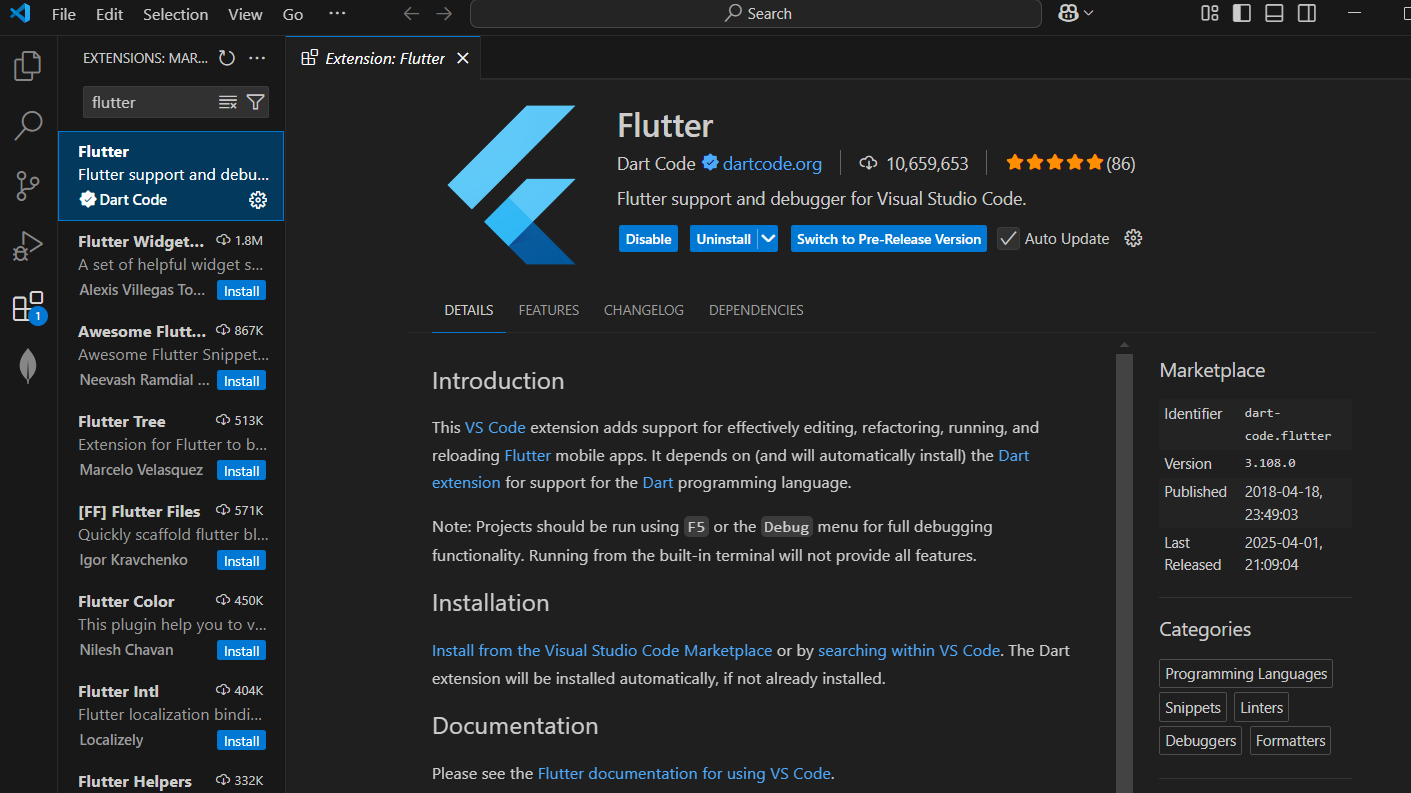 File Edit Selection View Go ··· Search
EXTENSIONS: MAR... ···
Extension: Flutter
flutter
Flutter
Flutter support and debu...
Dart Code
Flutter Widget... 1.8M
A set of helpful widget s...
Alexis Villegas To... Install
Awesome Flutt... 867K
Awesome Flutter Snippet...
Neevash Ramdial ... Install
Flutter Tree 513K
Extension for Flutter to b...
Marcelo Velasquez Install
[FF] Flutter Files 571K
Quickly scaffold flutter bl...
Igor Kravchenko Install
Flutter Color 450K
This plugin help you to v...
Nilesh Chavan Install
Flutter Intl 404K
Flutter localization bindi...
Localizely Install
Flutter Helpers 332K
1
Flutter
Dart Code dartcode.org 10,659,653 (86)
Flutter support and debugger for Visual Studio Code.
Disable Uninstall Switch to Pre-Release Version Auto Update
DETAILS FEATURES CHANGELOG DEPENDENCIES
Introduction
This VS Code extension adds support for effectively editing, refactoring, running, and
reloading Flutter mobile apps. It depends on (and will automatically install) the Dart
extension for support for the Dart programming language.
Note: Projects should be run using F5 or the Debug menu for full debugging
functionality. Running from the built-in terminal will not provide all features.
Installation
Install from the Visual Studio Code Marketplace or by searching within VS Code. The Dart
extension will be installed automatically, if not already installed.
Documentation
Please see the Flutter documentation for using VS Code.
Marketplace
Identifier dart-
code.flutter
Version 3.108.0
Published 2018-04-18,
23:49:03
Last 2025-04-01,
Released 21:09:04
Categories
Programming Languages
Snippets Linters
Debuggers Formatters